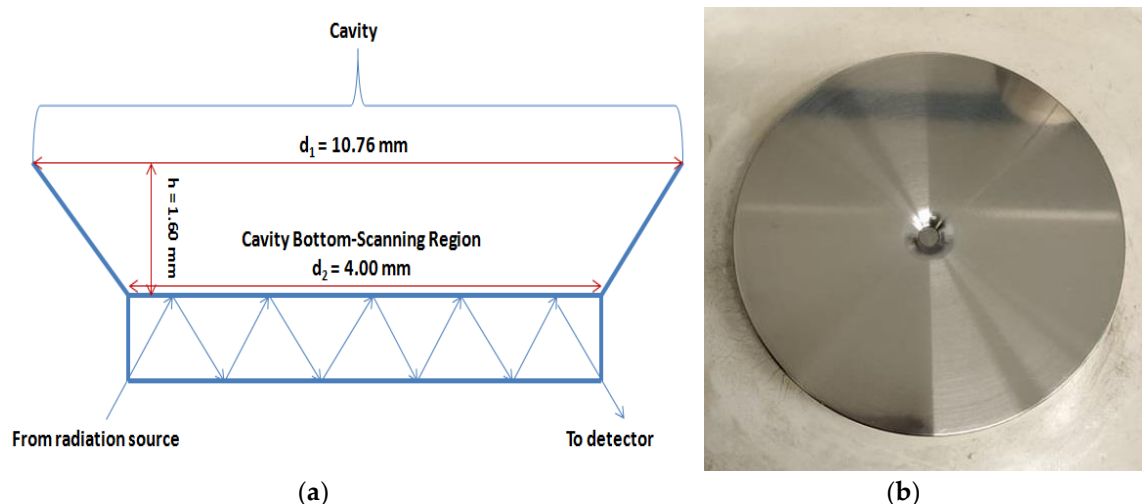 Cavity
d₁ = 10.76 mm
h = 1.60 mm
Cavity Bottom-Scanning Region
d₂ = 4.00 mm
From radiation source
To detector
(a)
(b)